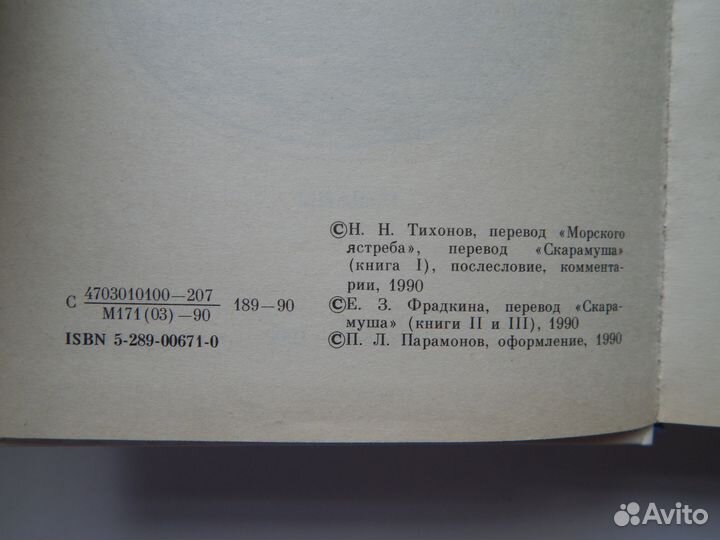 ©Н. Н. Тихонов, перевод «Морского
ястреба», перевод «Скарамуша»
(книга I), послесловие, коммента-
рии, 1990
©Е. З. Фрадкина, перевод «Скара-
муша» (книги II и III), 1990
©П. Л. Парамонов, оформление, 1990
С 4703010100—207 189—90
М171(03)—90
ISBN 5-289-00671-0
Avito